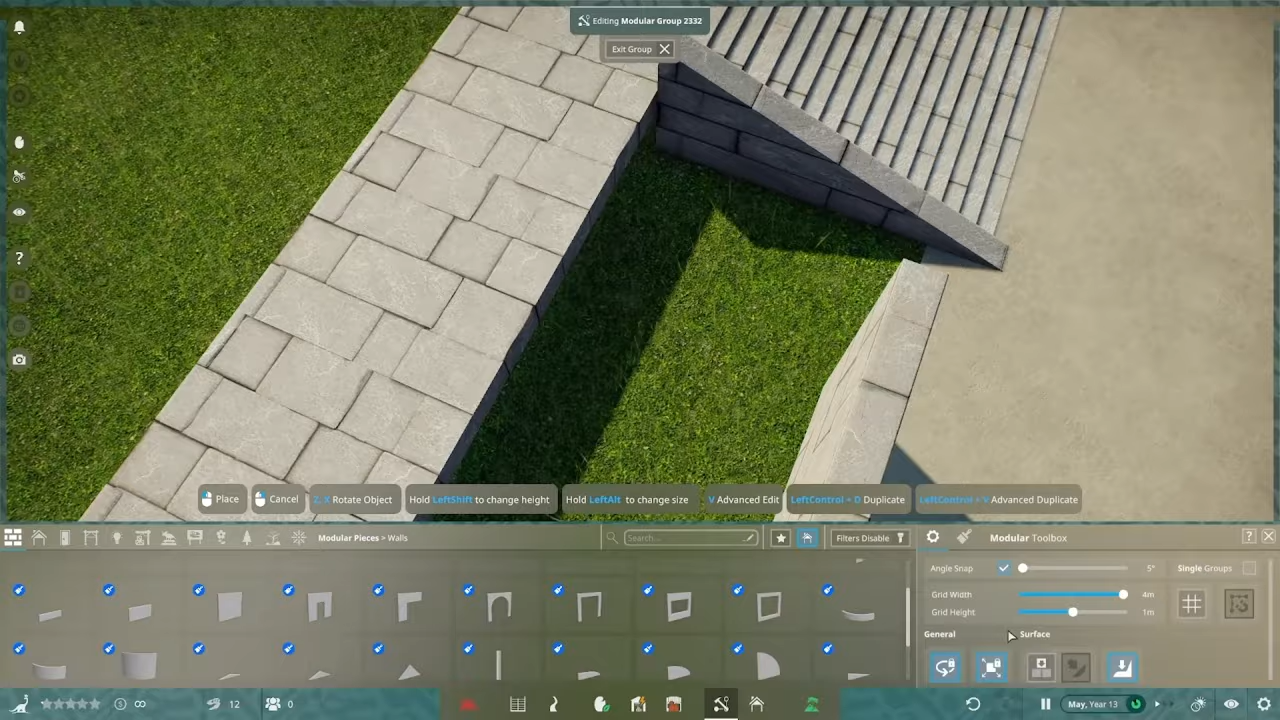 Editing Modular Group 2332
Exit Group
Place
Cancel
Z, X Rotate Object
Hold LeftShift to change height
Hold LeftAlt to change size
V Advanced Edit
LeftControl + D Duplicate
LeftControl + V Advanced Duplicate
Modular Pieces > Walls
Search...
Filters Disable
Modular Toolbox
?
Angle Snap
5°
Single Groups
Grid Width
4m
Grid Height
1m
General
Surface
?
12
0
May, Year 13